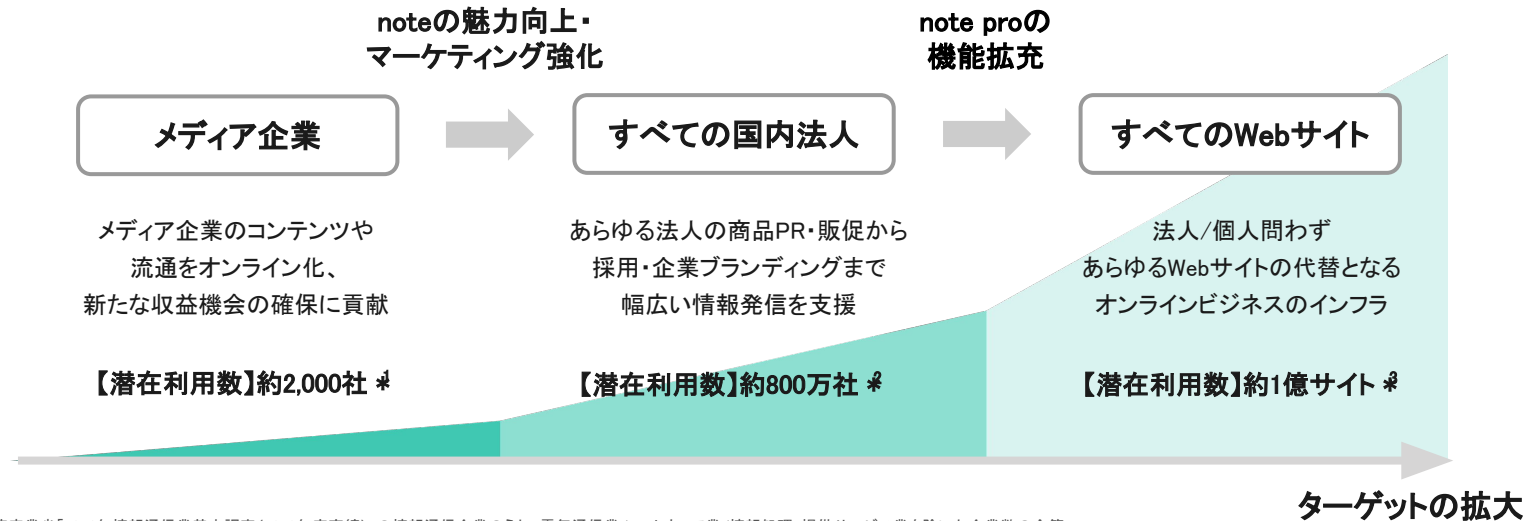 noteの魅力向上・
マーケティング強化
note proの
機能拡充
メディア企業
すべての国内法人
すべてのWebサイト
メディア企業のコンテンツや
流通をオンライン化、
新たな収益機会の確保に貢献
あらゆる法人の商品PR・販促から
採用・企業ブランディングまで
幅広い情報発信を支援
法人/個人問わず
あらゆるWebサイトの代替となる
オンラインビジネスのインフラ
【潜在利用数】約2,000社 *1
【潜在利用数】約800万社 *2
【潜在利用数】約1億サイト *3
ターゲットの拡大